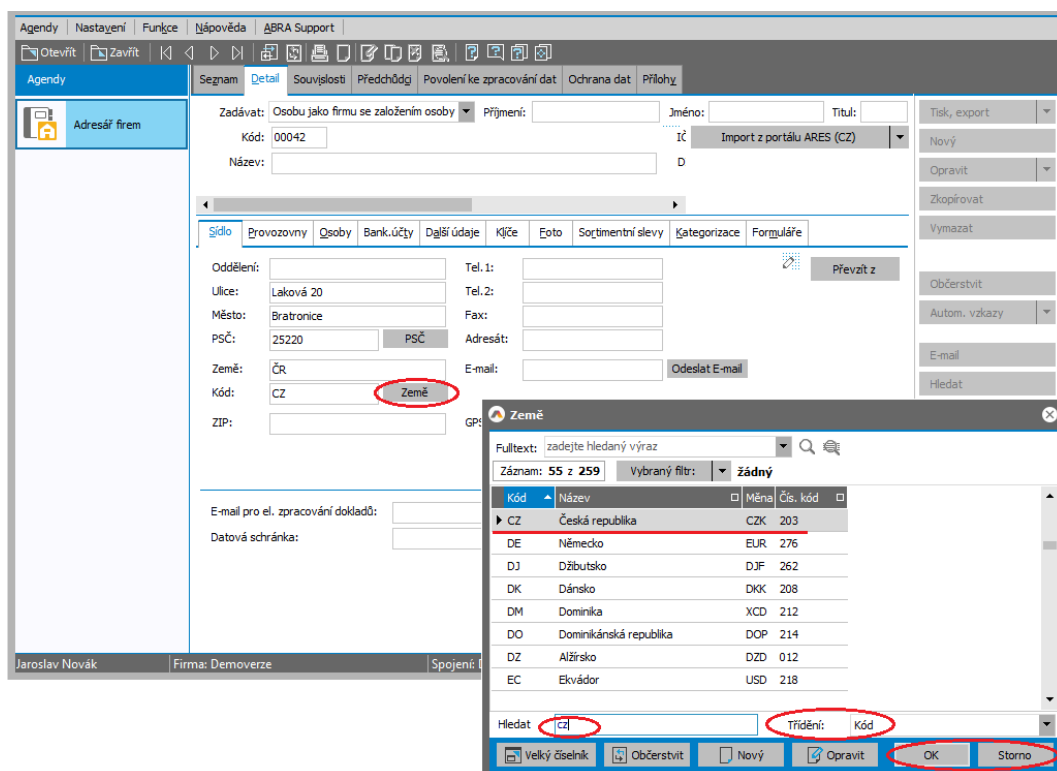 Agendy Nastavení Funkce Nápověda ABRA Support
Otevřít Zavřít
Agendy
Adresář firem
Seznam Detail Souvislosti Předchůdci Povolení ke zpracování dat Ochrana dat Přílohy
Zadávat: Osobu jako firmu se založením osoby Příjmení: Jméno: Titul:
Kód: 00042 IČ Import z portálu ARES (CZ)
Název: D
Tisk, export
Nový
Opravit
Zkopírovat
Vymazat
Občerstvit
Autom. vzkazy
E-mail
Hledat
Sídlo Provozovny Osoby Bank.účty Další údaje Klíče Foto Sortimentní slevy Kategorizace Formuláře
Oddělení: Tel.1: Převzít z
Ulice: Laková 20 Tel.2:
Město: Bratronice Fax:
PSČ: 25220 PSČ Adresát:
Země: ČR E-mail: Odeslat E-mail
Kód: CZ Země
ZIP: GPS
E-mail pro el. zpracování dokladů:
Datová schránka:
Jaroslav Novák Firma: Demoverze Spojení:
Země
Fulltext: zadejte hledaný výraz
Záznam: 55 z 259 Vybraný filtr: žádný
Kód Název Měna Čís. kód
CZ Česká republika CZK 203
DE Německo EUR 276
DJ Džibutsko DJF 262
DK Dánsko DKK 208
DM Dominika XCD 212
DO Dominikánská republika DOP 214
DZ Alžírsko DZD 012
EC Ekvádor USD 218
Hledat cz Třídění: Kód
Velký číselník Občerstvit Nový Opravit OK Storno